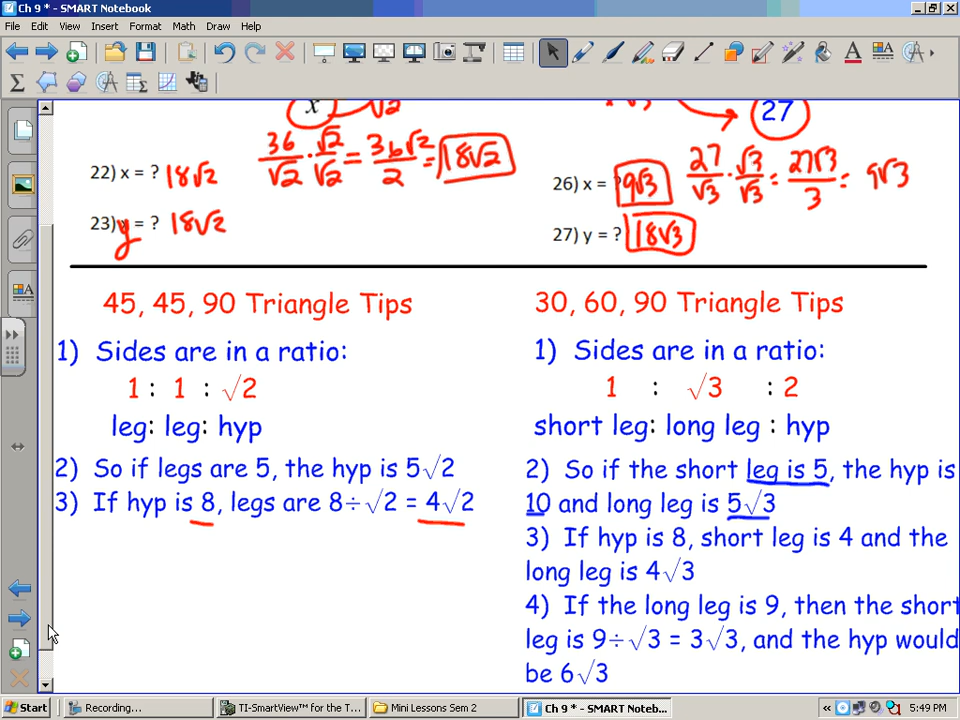 Ch 9 * - SMART Notebook
File Edit View Insert Format Math Draw Help
x √2
√3 27
22) x = ? 18√2 36/√2 · √2/√2 = 36√2/2 = 18√2
26) x = ? 9√3 27/√3 · √3/√3 = 27√3/3 = 9√3
23) y = ? 18√2
27) y = ? 18√3
45, 45, 90 Triangle Tips
1) Sides are in a ratio:
1 : 1 : √2
leg: leg: hyp
2) So if legs are 5, the hyp is 5√2
3) If hyp is 8, legs are 8÷√2 = 4√2
30, 60, 90 Triangle Tips
1) Sides are in a ratio:
1 : √3 : 2
short leg: long leg : hyp
2) So if the short leg is 5, the hyp is
10 and long leg is 5√3
3) If hyp is 8, short leg is 4 and the
long leg is 4√3
4) If the long leg is 9, then the short
leg is 9÷√3 = 3√3, and the hyp would
be 6√3
Start Recording... TI-SmartView™ for the T... Mini Lessons Sem 2 Ch 9 * - SMART Noteb... « 5:49 PM